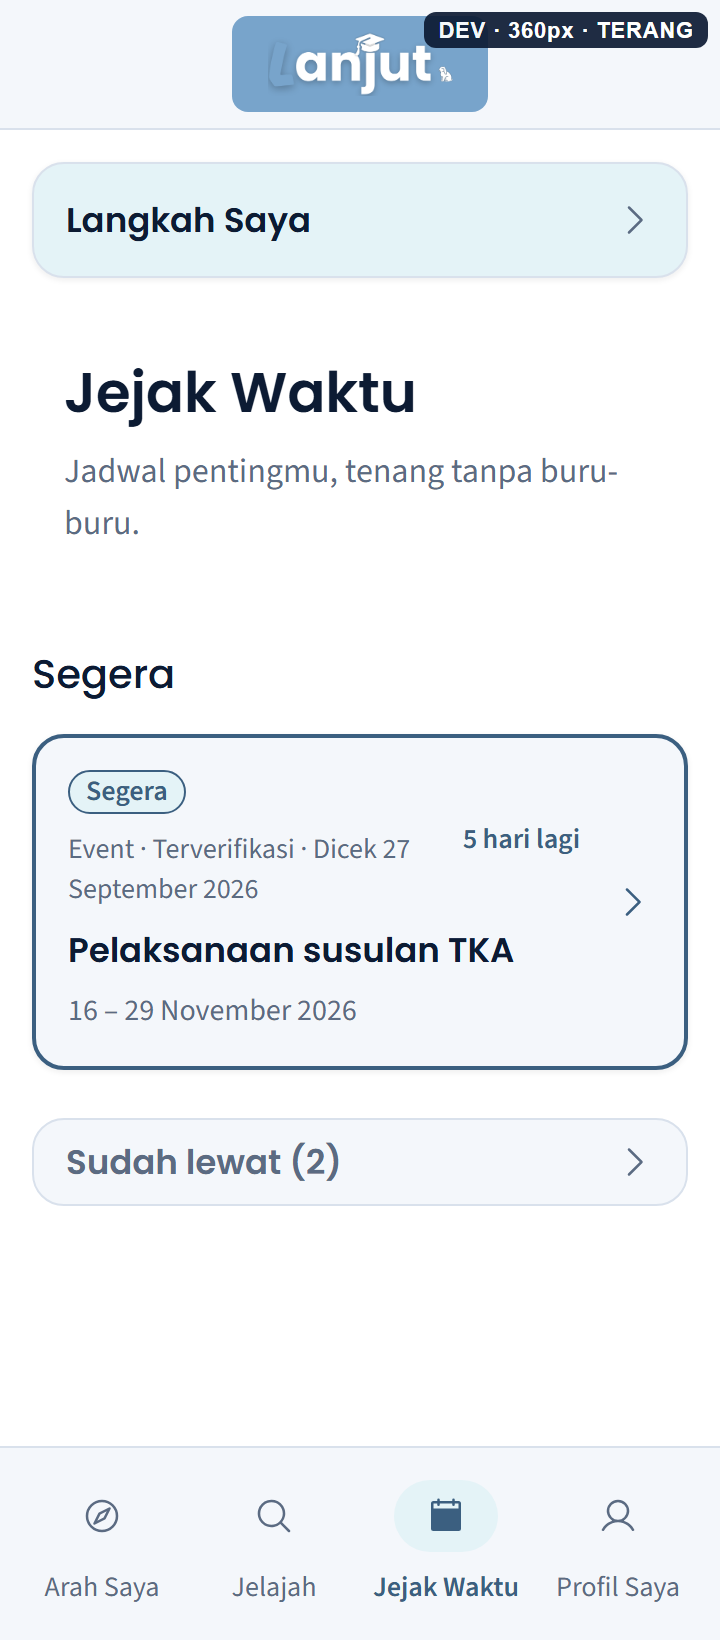 Lanjut
DEV · 360px · TERANG
Langkah Saya
Jejak Waktu
Jadwal pentingmu, tenang tanpa buru-
buru.
Segera
Segera
Event · Terverifikasi · Dicek 27
September 2026
5 hari lagi
Pelaksanaan susulan TKA
16 – 29 November 2026
Sudah lewat (2)
Arah Saya
Jelajah
Jejak Waktu
Profil Saya